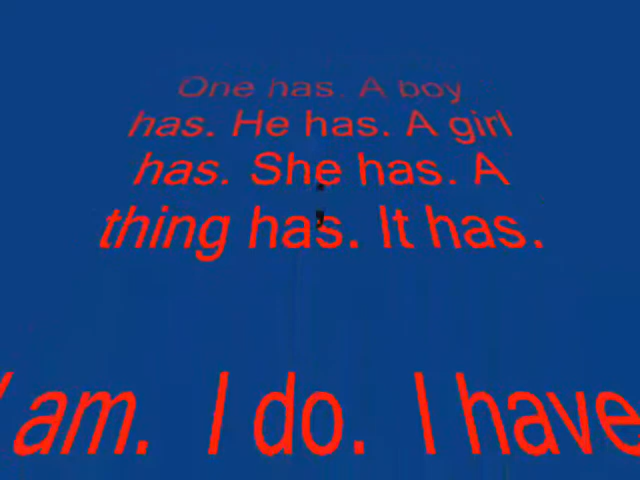 One has. A boy
has. He has. A girl
has. She has. A
thing has. It has.
I am. I do. I have